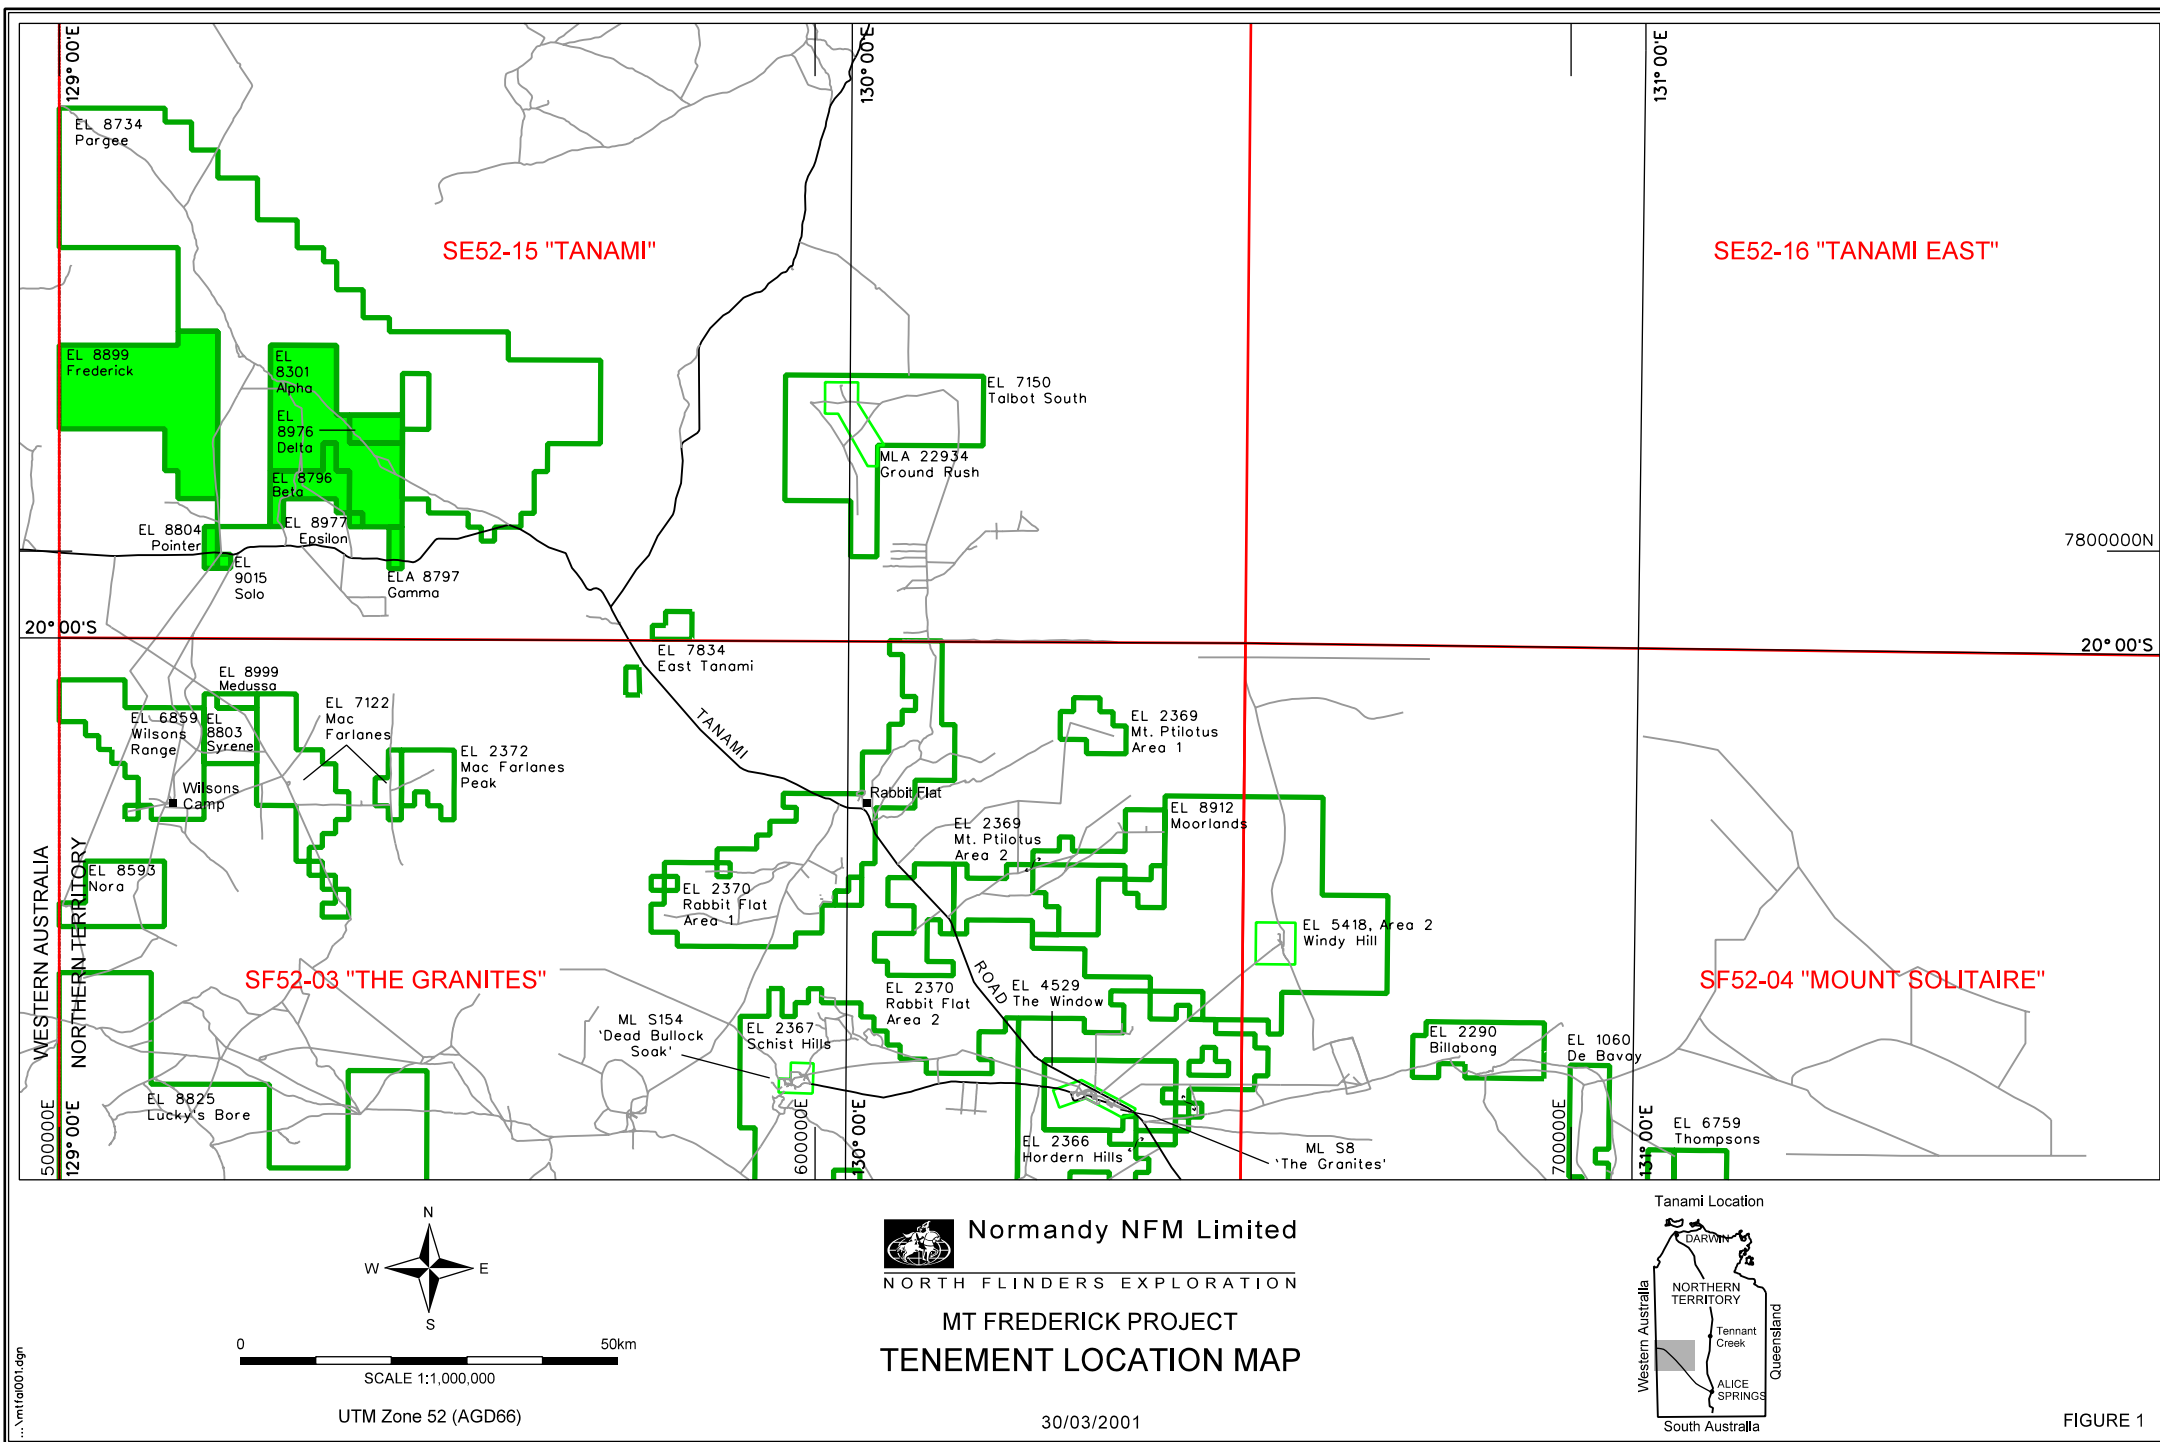 129° 00'E
130° 00'E
131° 00'E
EL 8734
Pargee
SE52-15 "TANAMI"
SE52-16 "TANAMI EAST"
EL 8899
Frederick
EL
8301
Alpha
EL
8976
Delta
EL 8796
Beta
EL 7150
Talbot South
MLA 22934
Ground Rush
EL 8804
Pointer
EL 8977
Epsilon
EL
9015
Solo
ELA 8797
Gamma
7800000N
20° 00'S
20° 00'S
EL 7834
East Tanami
EL 8999
Medussa
EL 6859
Wilsons
Range
EL
8803
Syrene
EL 7122
Mac
Farlanes
EL 2372
Mac Farlanes
Peak
TANAMI
EL 2369
Mt. Ptilotus
Area 1
Wilsons
Camp
Rabbit Flat
EL 2369
Mt. Ptilotus
Area 2
EL 8912
Moorlands
WESTERN AUSTRALIA
NORTHERN TERRITORY
EL 8593
Nora
EL 2370
Rabbit Flat
Area 1
EL 5418, Area 2
Windy Hill
SF52-03 "THE GRANITES"
SF52-04 "MOUNT SOLITAIRE"
ROAD
EL 2370
Rabbit Flat
Area 2
EL 4529
The Window
ML S154
'Dead Bullock
Soak'
EL 2367
Schist Hills
EL 2290
Billabong
EL 1060
De Bavay
EL 8825
Lucky's Bore
EL 2366
Hordern Hills
ML S8
'The Granites'
EL 6759
Thompsons
500000E
129° 00'E
600000E
130° 00'E
700000E
131° 00'E
N
W
E
S
0
50km
SCALE 1:1,000,000
UTM Zone 52 (AGD66)
...\mtfal001.dgn
Normandy NFM Limited
NORTH FLINDERS EXPLORATION
MT FREDERICK PROJECT
TENEMENT LOCATION MAP
30/03/2001
Tanami Location
DARWIN
NORTHERN
TERRITORY
Western Australia
Queensland
Tennant
Creek
ALICE
SPRINGS
South Australia
FIGURE 1